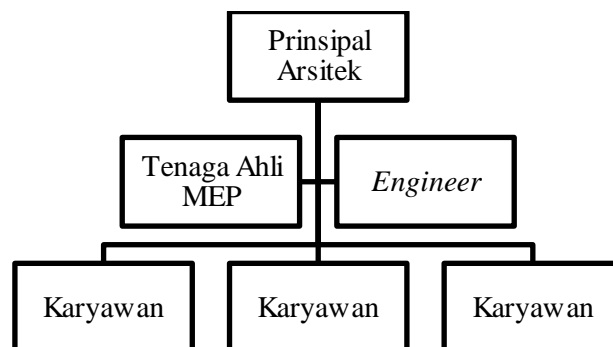 Prinsipal
Arsitek
Tenaga Ahli
MEP
Engineer
Karyawan
Karyawan
Karyawan